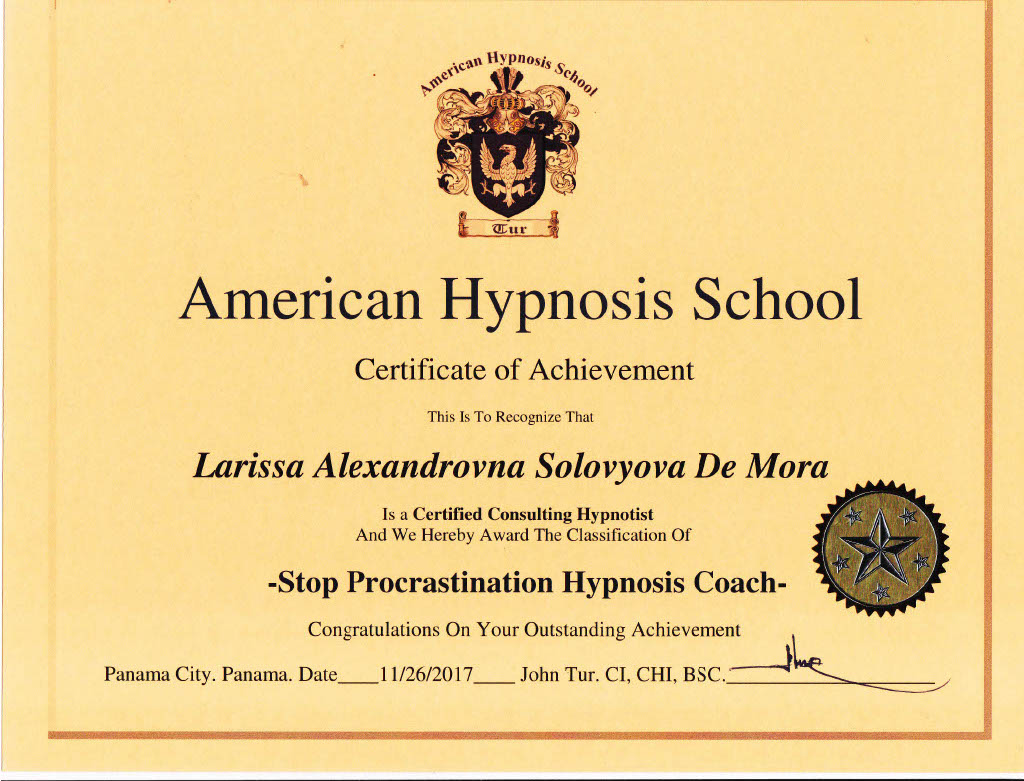 American Hypnosis School
Tur
American Hypnosis School
Certificate of Achievement
This Is To Recognize That
Larissa Alexandrovna Solovyova De Mora
Is a Certified Consulting Hypnotist
And We Hereby Award The Classification Of
-Stop Procrastination Hypnosis Coach-
Congratulations On Your Outstanding Achievement
Panama City. Panama. Date____11/26/2017____ John Tur. CI, CHI, BSC.____________________